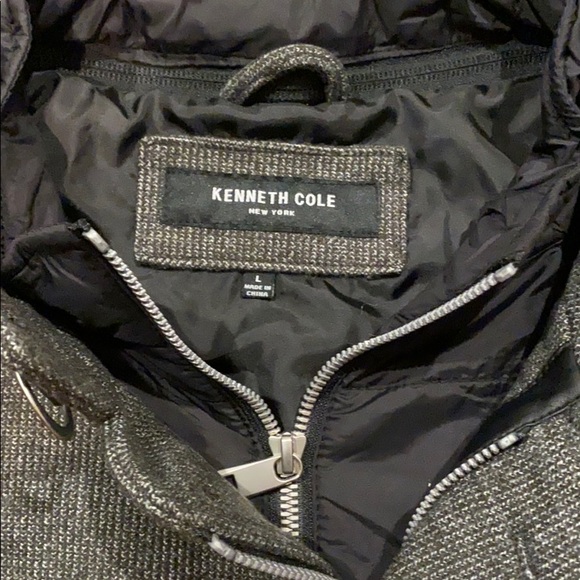 KENNETH COLE
NEW YORK
L
MADE IN
CHINA